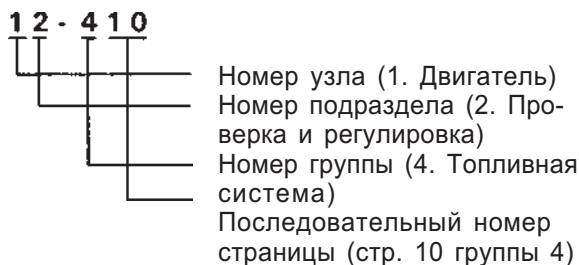 12-410
Номер узла (1. Двигатель)
Номер подраздела (2. Про-
верка и регулировка)
Номер группы (4. Топливная
система)
Последовательный номер
страницы (стр. 10 группы 4)